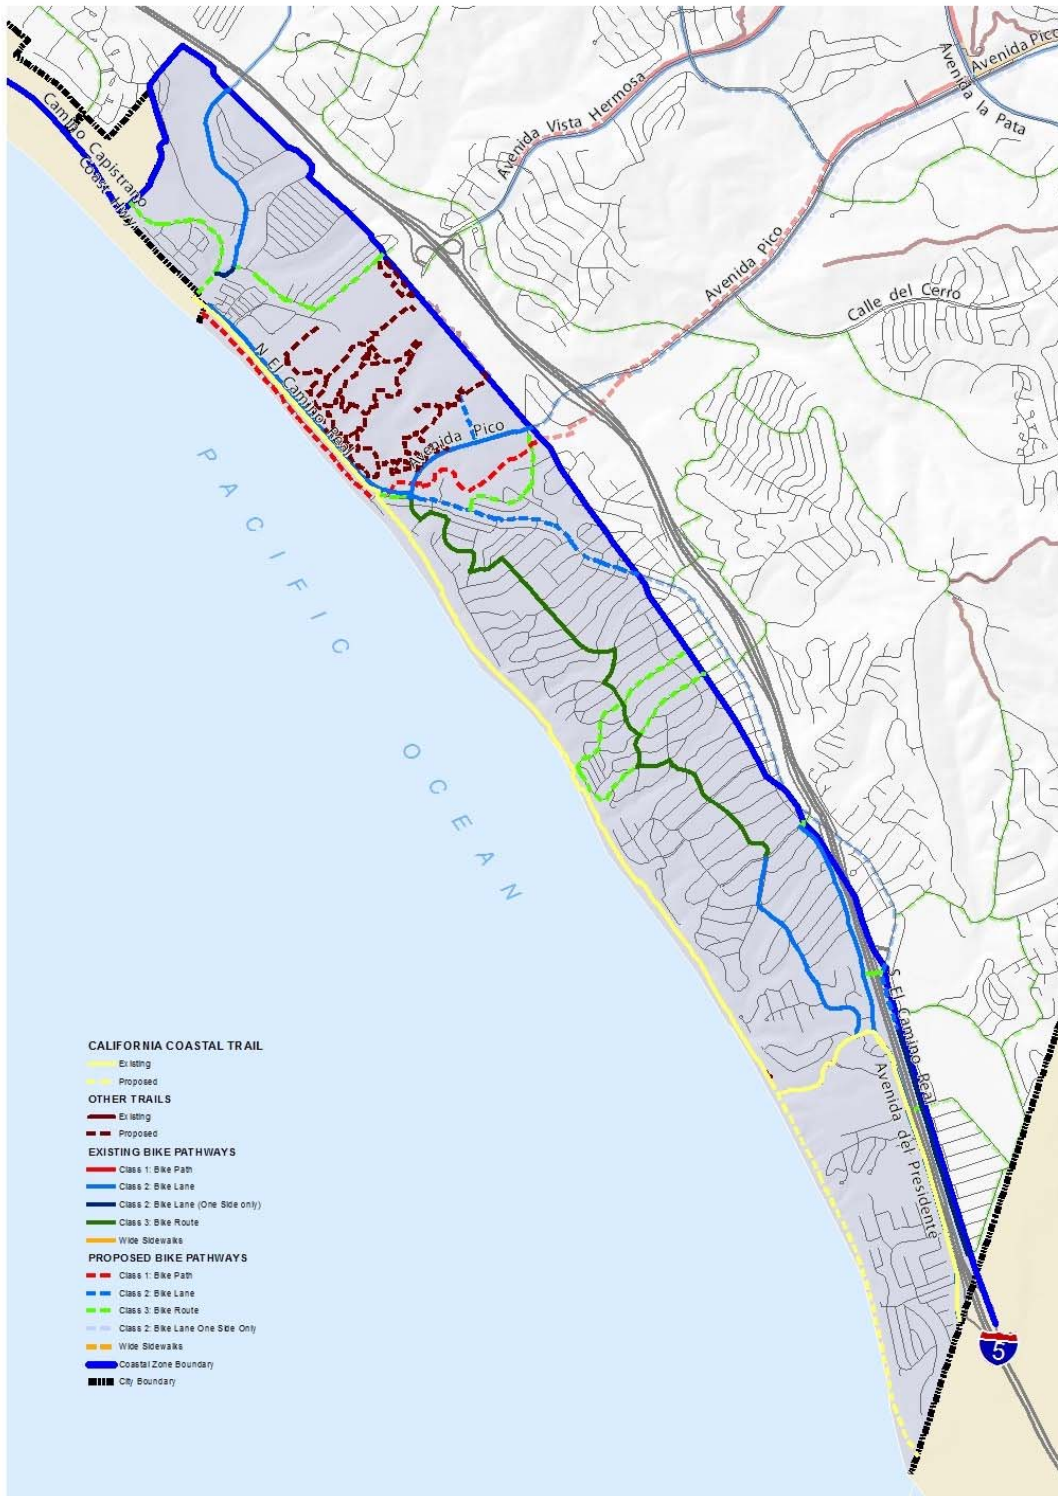 Avenida Pico
Avenida la Pata
Avenida Vista Hermosa
Camino Capistrano
Coast Hwy
Avenida Pico
Calle del Cerro
N El Camino Real
Avenida Pico
PACIFIC OCEAN
S El Camino Real
Avenida del Presidente
5
CALIFORNIA COASTAL TRAIL
Existing
Proposed
OTHER TRAILS
Existing
Proposed
EXISTING BIKE PATHWAYS
Class 1: Bike Path
Class 2: Bike Lane
Class 2: Bike Lane (One Side only)
Class 3: Bike Route
Wide Sidewalks
PROPOSED BIKE PATHWAYS
Class 1: Bike Path
Class 2: Bike Lane
Class 3: Bike Route
Class 2: Bike Lane One Side Only
Wide Sidewalks
Coastal Zone Boundary
City Boundary